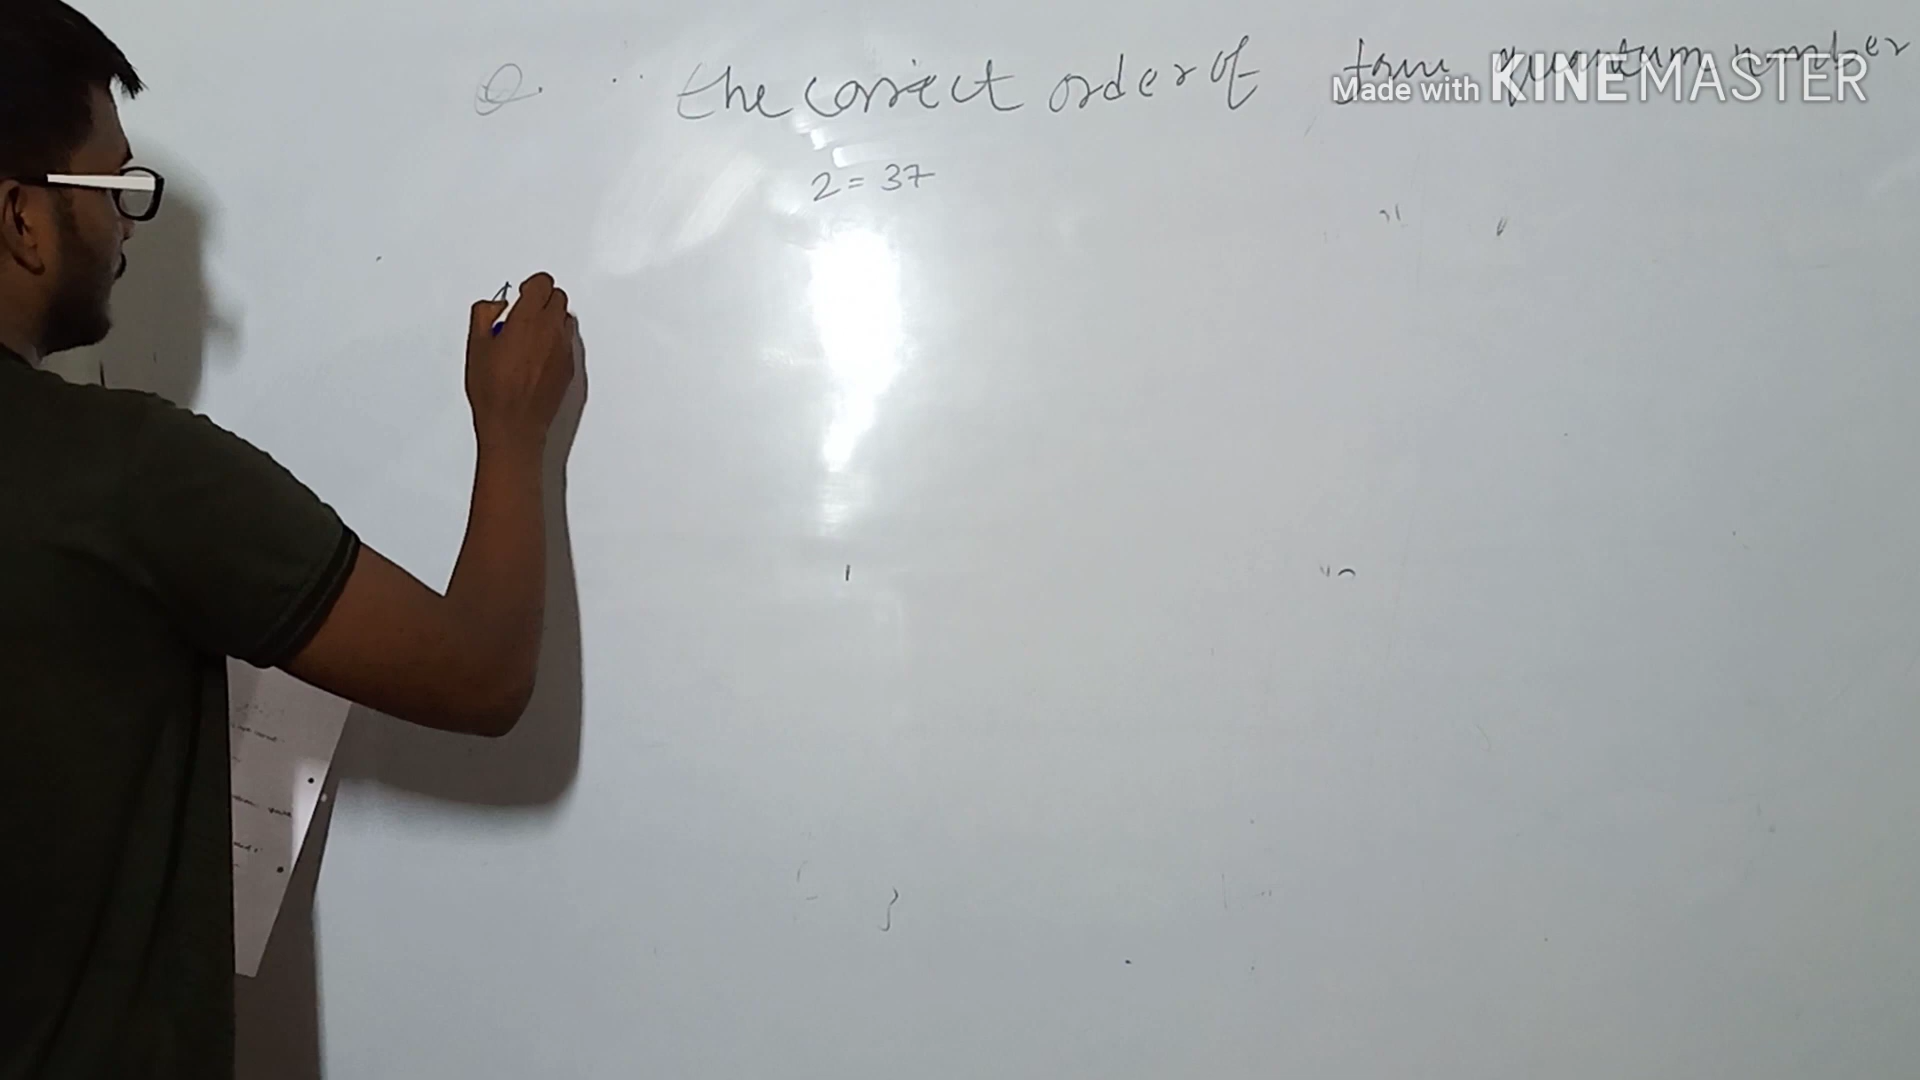 Q. the correct order of four quantum number
Made with KINEMASTER
2 = 37